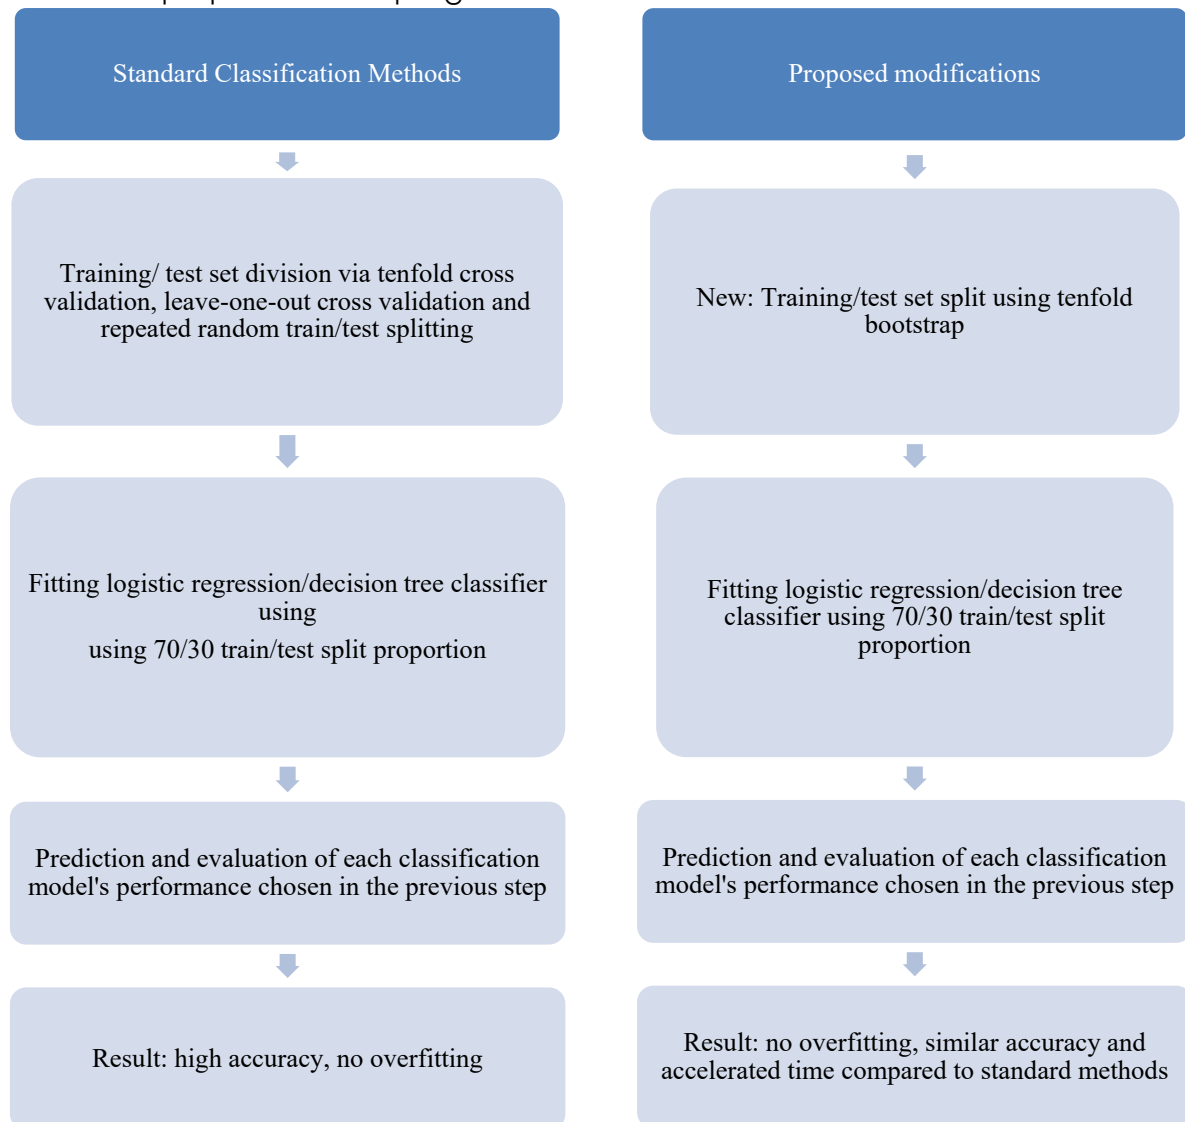 Standard Classification Methods
Training/ test set division via tenfold cross
validation, leave-one-out cross validation and
repeated random train/test splitting
Fitting logistic regression/decision tree classifier
using
using 70/30 train/test split proportion
Prediction and evaluation of each classification
model's performance chosen in the previous step
Result: high accuracy, no overfitting
Proposed modifications
New: Training/test set split using tenfold
bootstrap
Fitting logistic regression/decision tree
classifier using 70/30 train/test split
proportion
Prediction and evaluation of each classification
model's performance chosen in the previous step
Result: no overfitting, similar accuracy and
accelerated time compared to standard methods